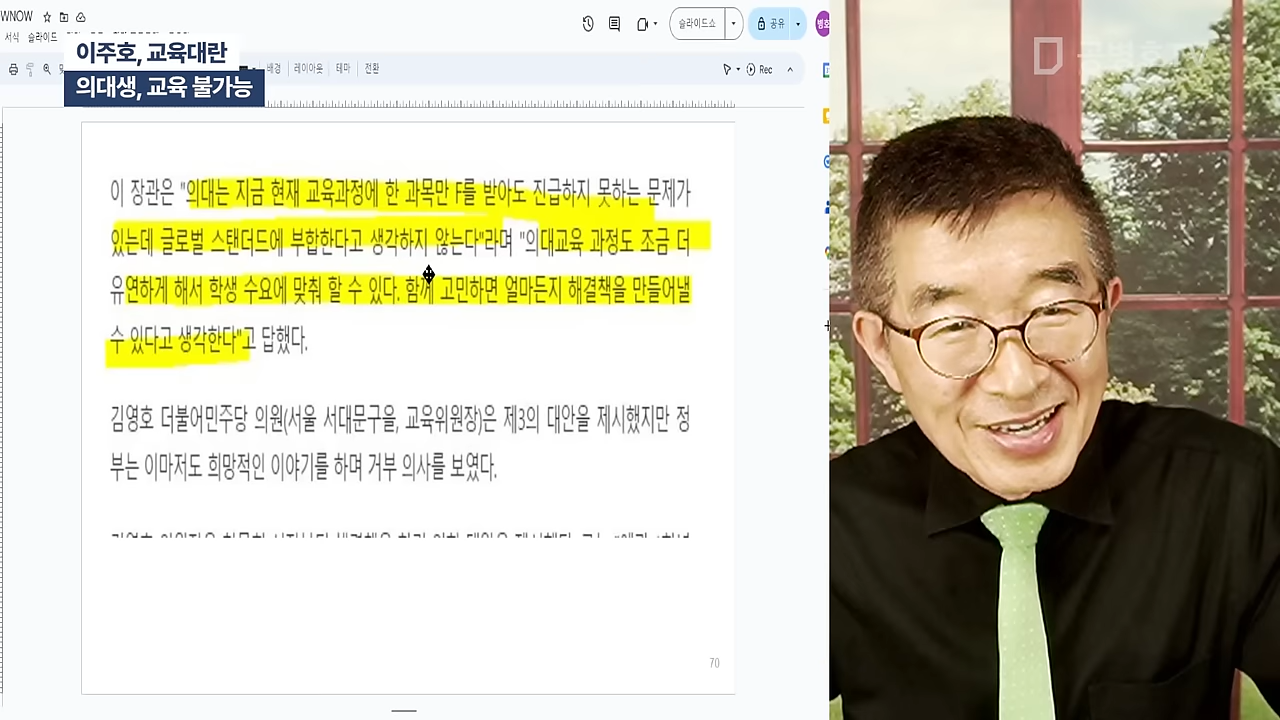 WNOW
서식 슬라이드
슬라이드쇼
공유
병호
이주호, 교육대란
의대생, 교육 불가능
배경 레이아웃 테마 전환
Rec
이 장관은 "의대는 지금 현재 교육과정에 한 과목만 F를 받아도 진급하지 못하는 문제가
있는데 글로벌 스탠더드에 부합한다고 생각하지 않는다"라며 "의대교육 과정도 조금 더
유연하게 해서 학생 수요에 맞춰 할 수 있다. 함께 고민하면 얼마든지 해결책을 만들어낼
수 있다고 생각한다"고 답했다.
김영호 더불어민주당 의원(서울 서대문구을, 교육위원장)은 제3의 대안을 제시했지만 정
부는 이마저도 희망적인 이야기를 하며 거부 의사를 보였다.
70